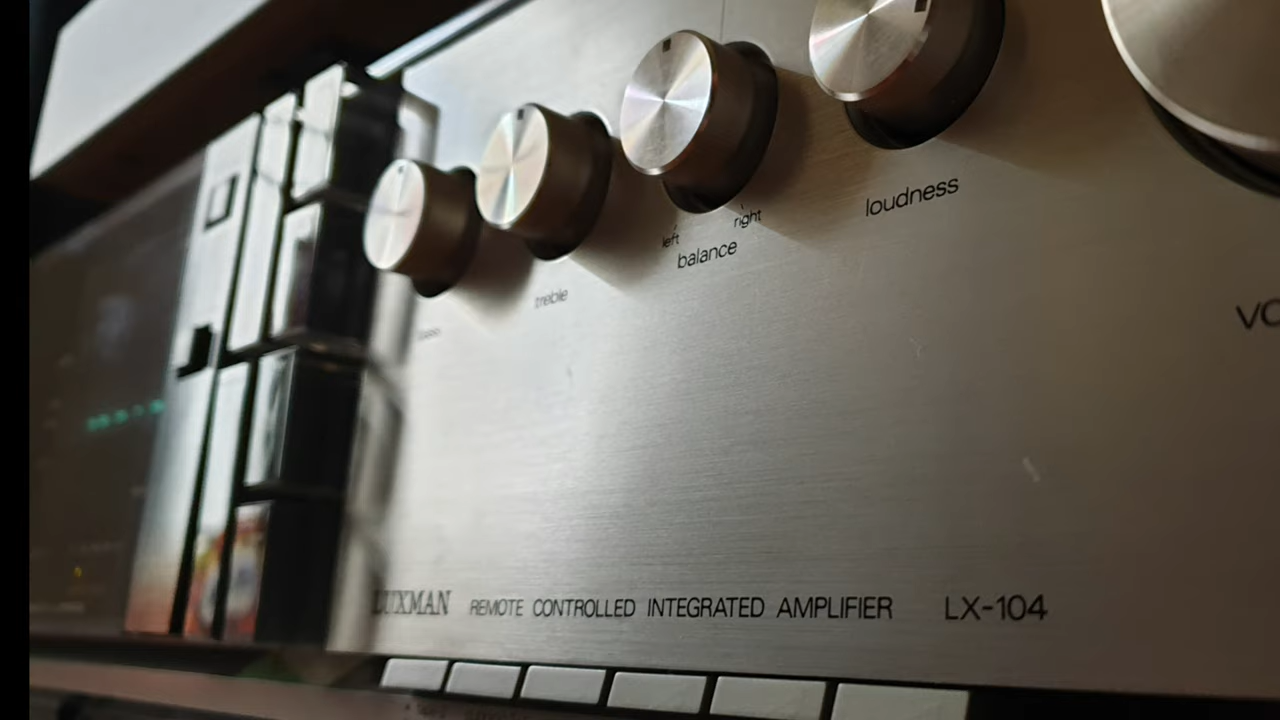 loudness
left right
balance
treble
LUXMAN REMOTE CONTROLLED INTEGRATED AMPLIFIER LX-104